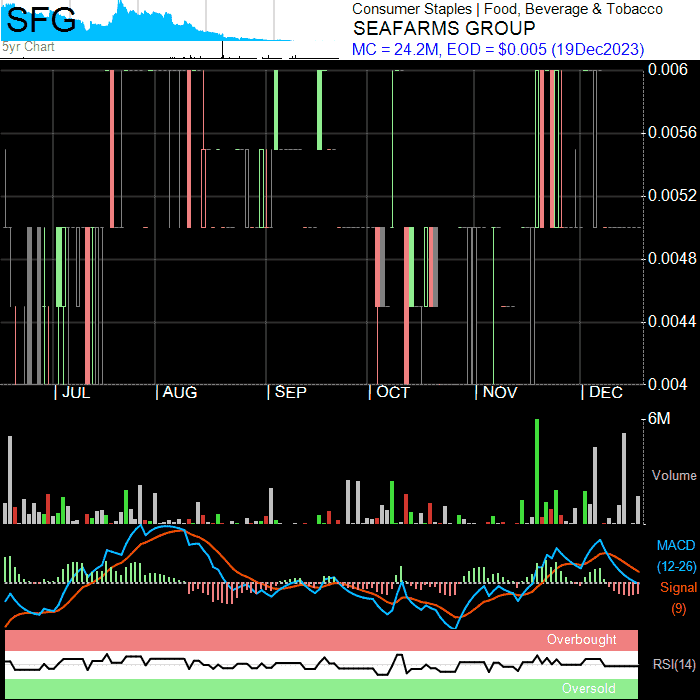 SFG
5yr Chart
Consumer Staples | Food, Beverage & Tobacco
SEAFARMS GROUP
MC = 24.2M, EOD = $0.005 (19Dec2023)
0.006
0.0056
0.0052
0.0048
0.0044
0.004
JUL AUG SEP OCT NOV DEC
6M
Volume
MACD
(12-26)
Signal
(9)
Overbought
RSI(14)
Oversold